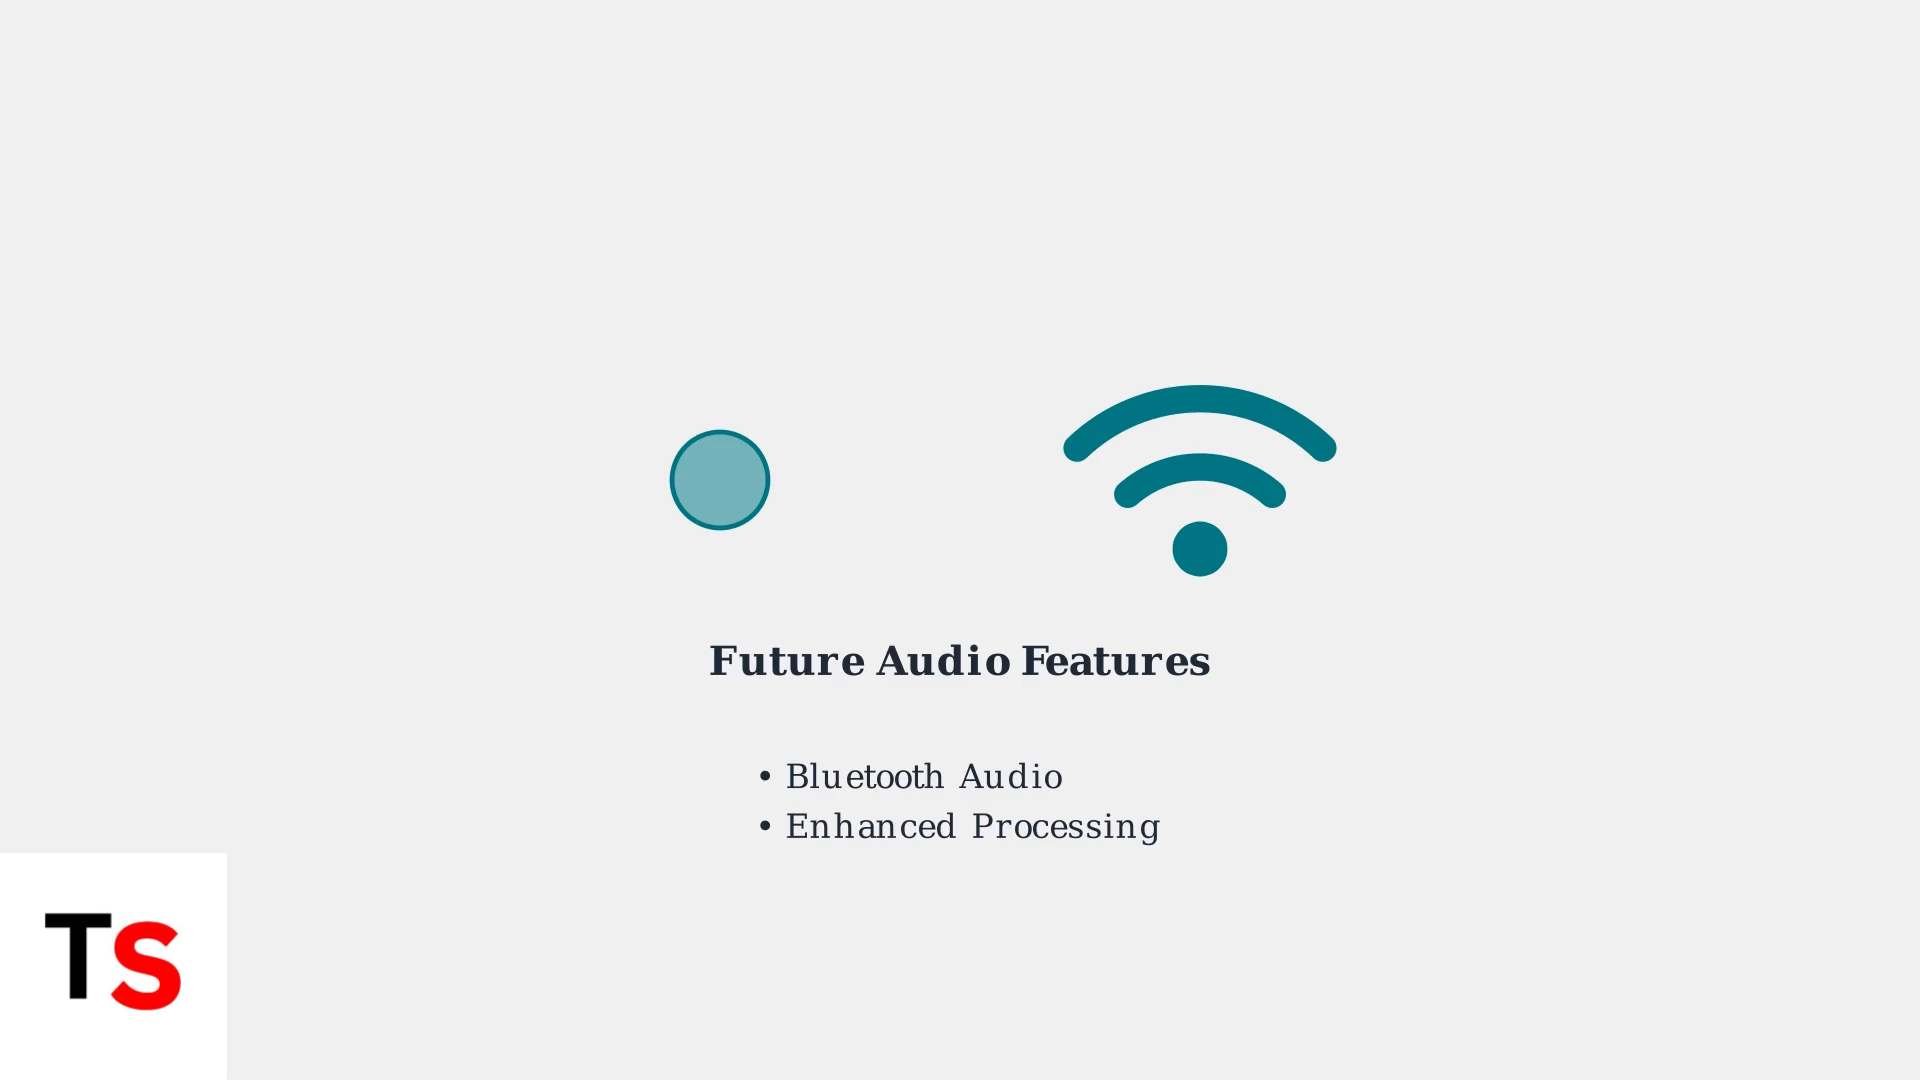 Future Audio Features
• Bluetooth Audio
• Enhanced Processing
TS